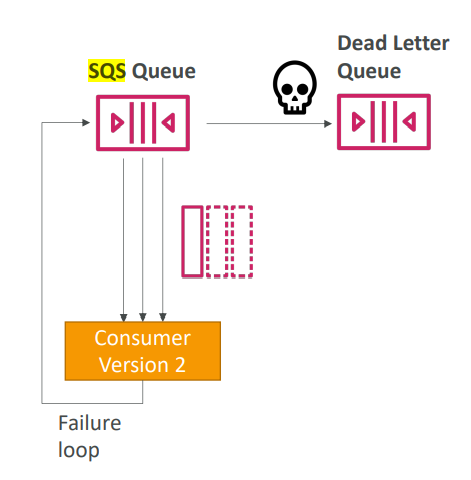 SQS Queue
Dead Letter
Queue
Consumer
Version 2
Failure
loop